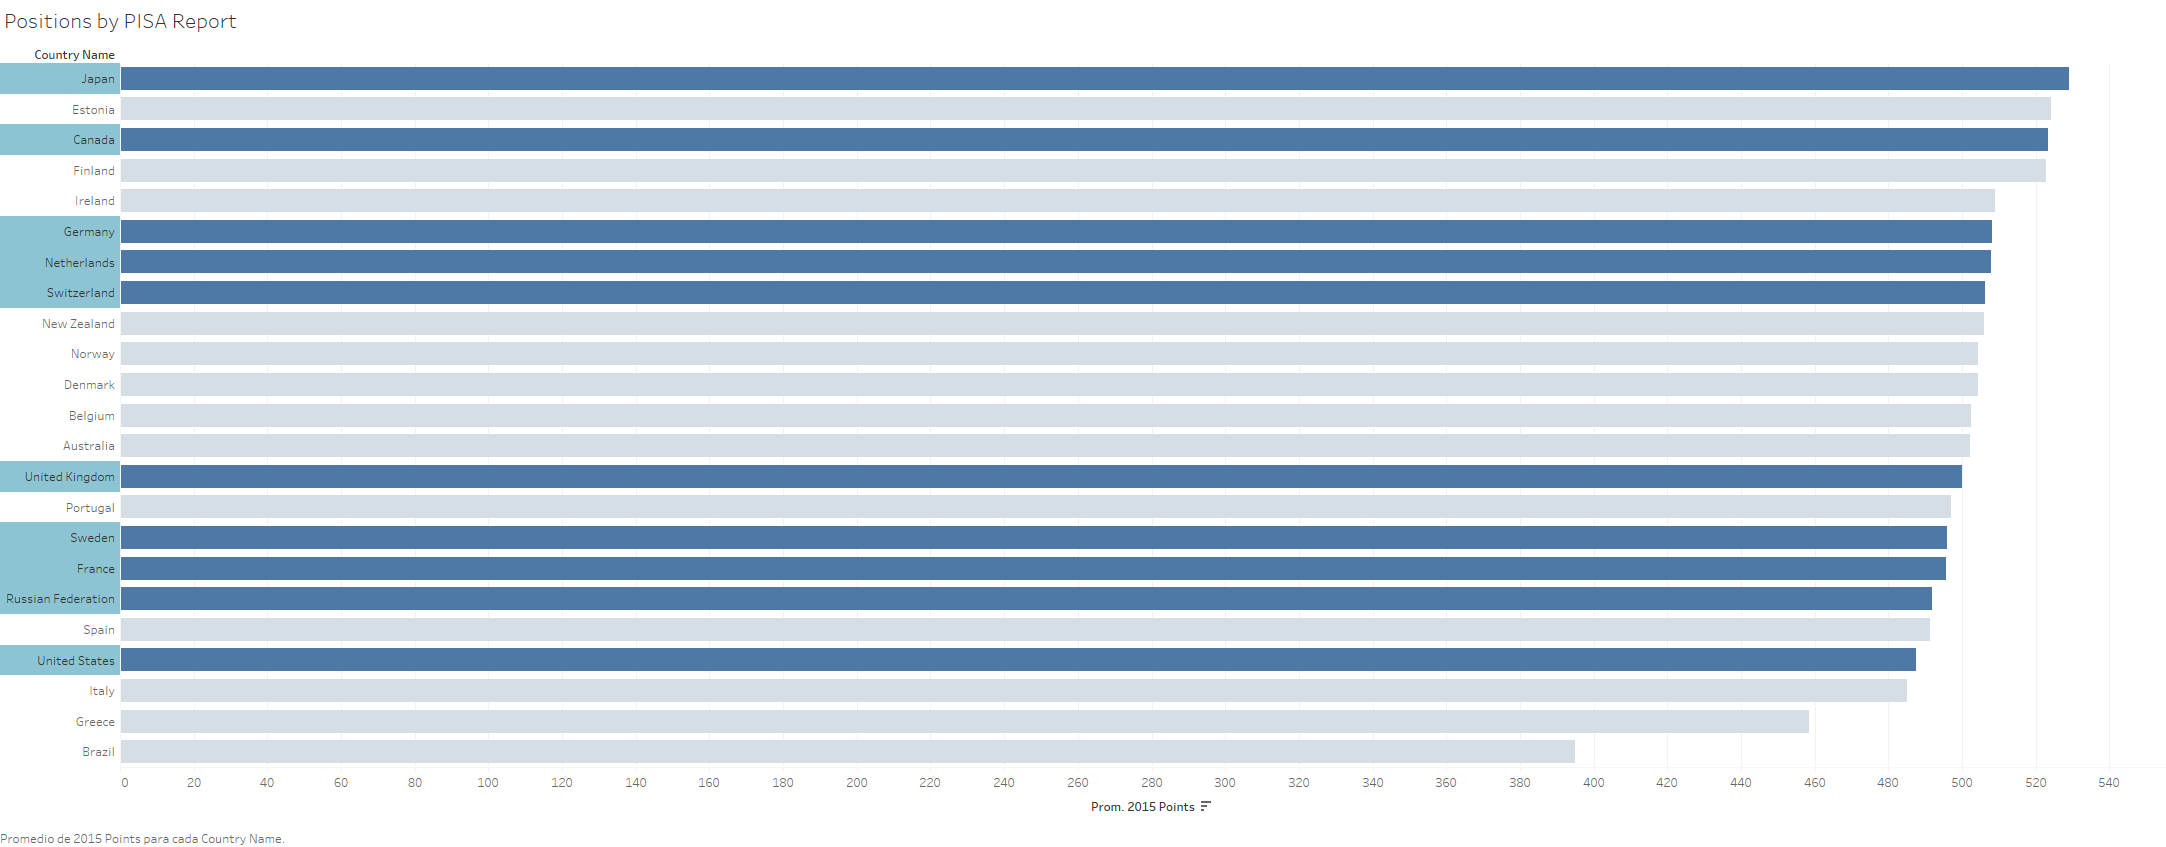 Positions by PISA Report
Country Name
Japan
Estonia
Canada
Finland
Ireland
Germany
Netherlands
Switzerland
New Zealand
Norway
Denmark
Belgium
Australia
United Kingdom
Portugal
Sweden
France
Russian Federation
Spain
United States
Italy
Greece
Brazil
0 20 40 60 80 100 120 140 160 180 200 220 240 260 280 300 320 340 360 380 400 420 440 460 480 500 520 540
Prom. 2015 Points
Promedio de 2015 Points para cada Country Name.